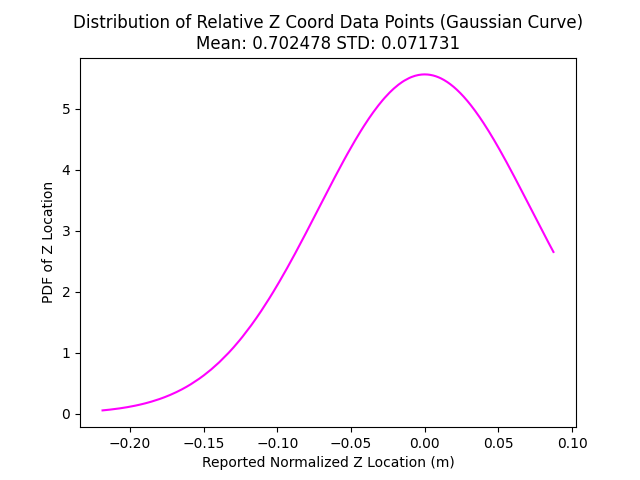 Distribution of Relative Z Coord Data Points (Gaussian Curve)
Mean: 0.702478 STD: 0.071731
PDF of Z Location
5
4
3
2
1
0
−0.20 −0.15 −0.10 −0.05 0.00 0.05 0.10
Reported Normalized Z Location (m)